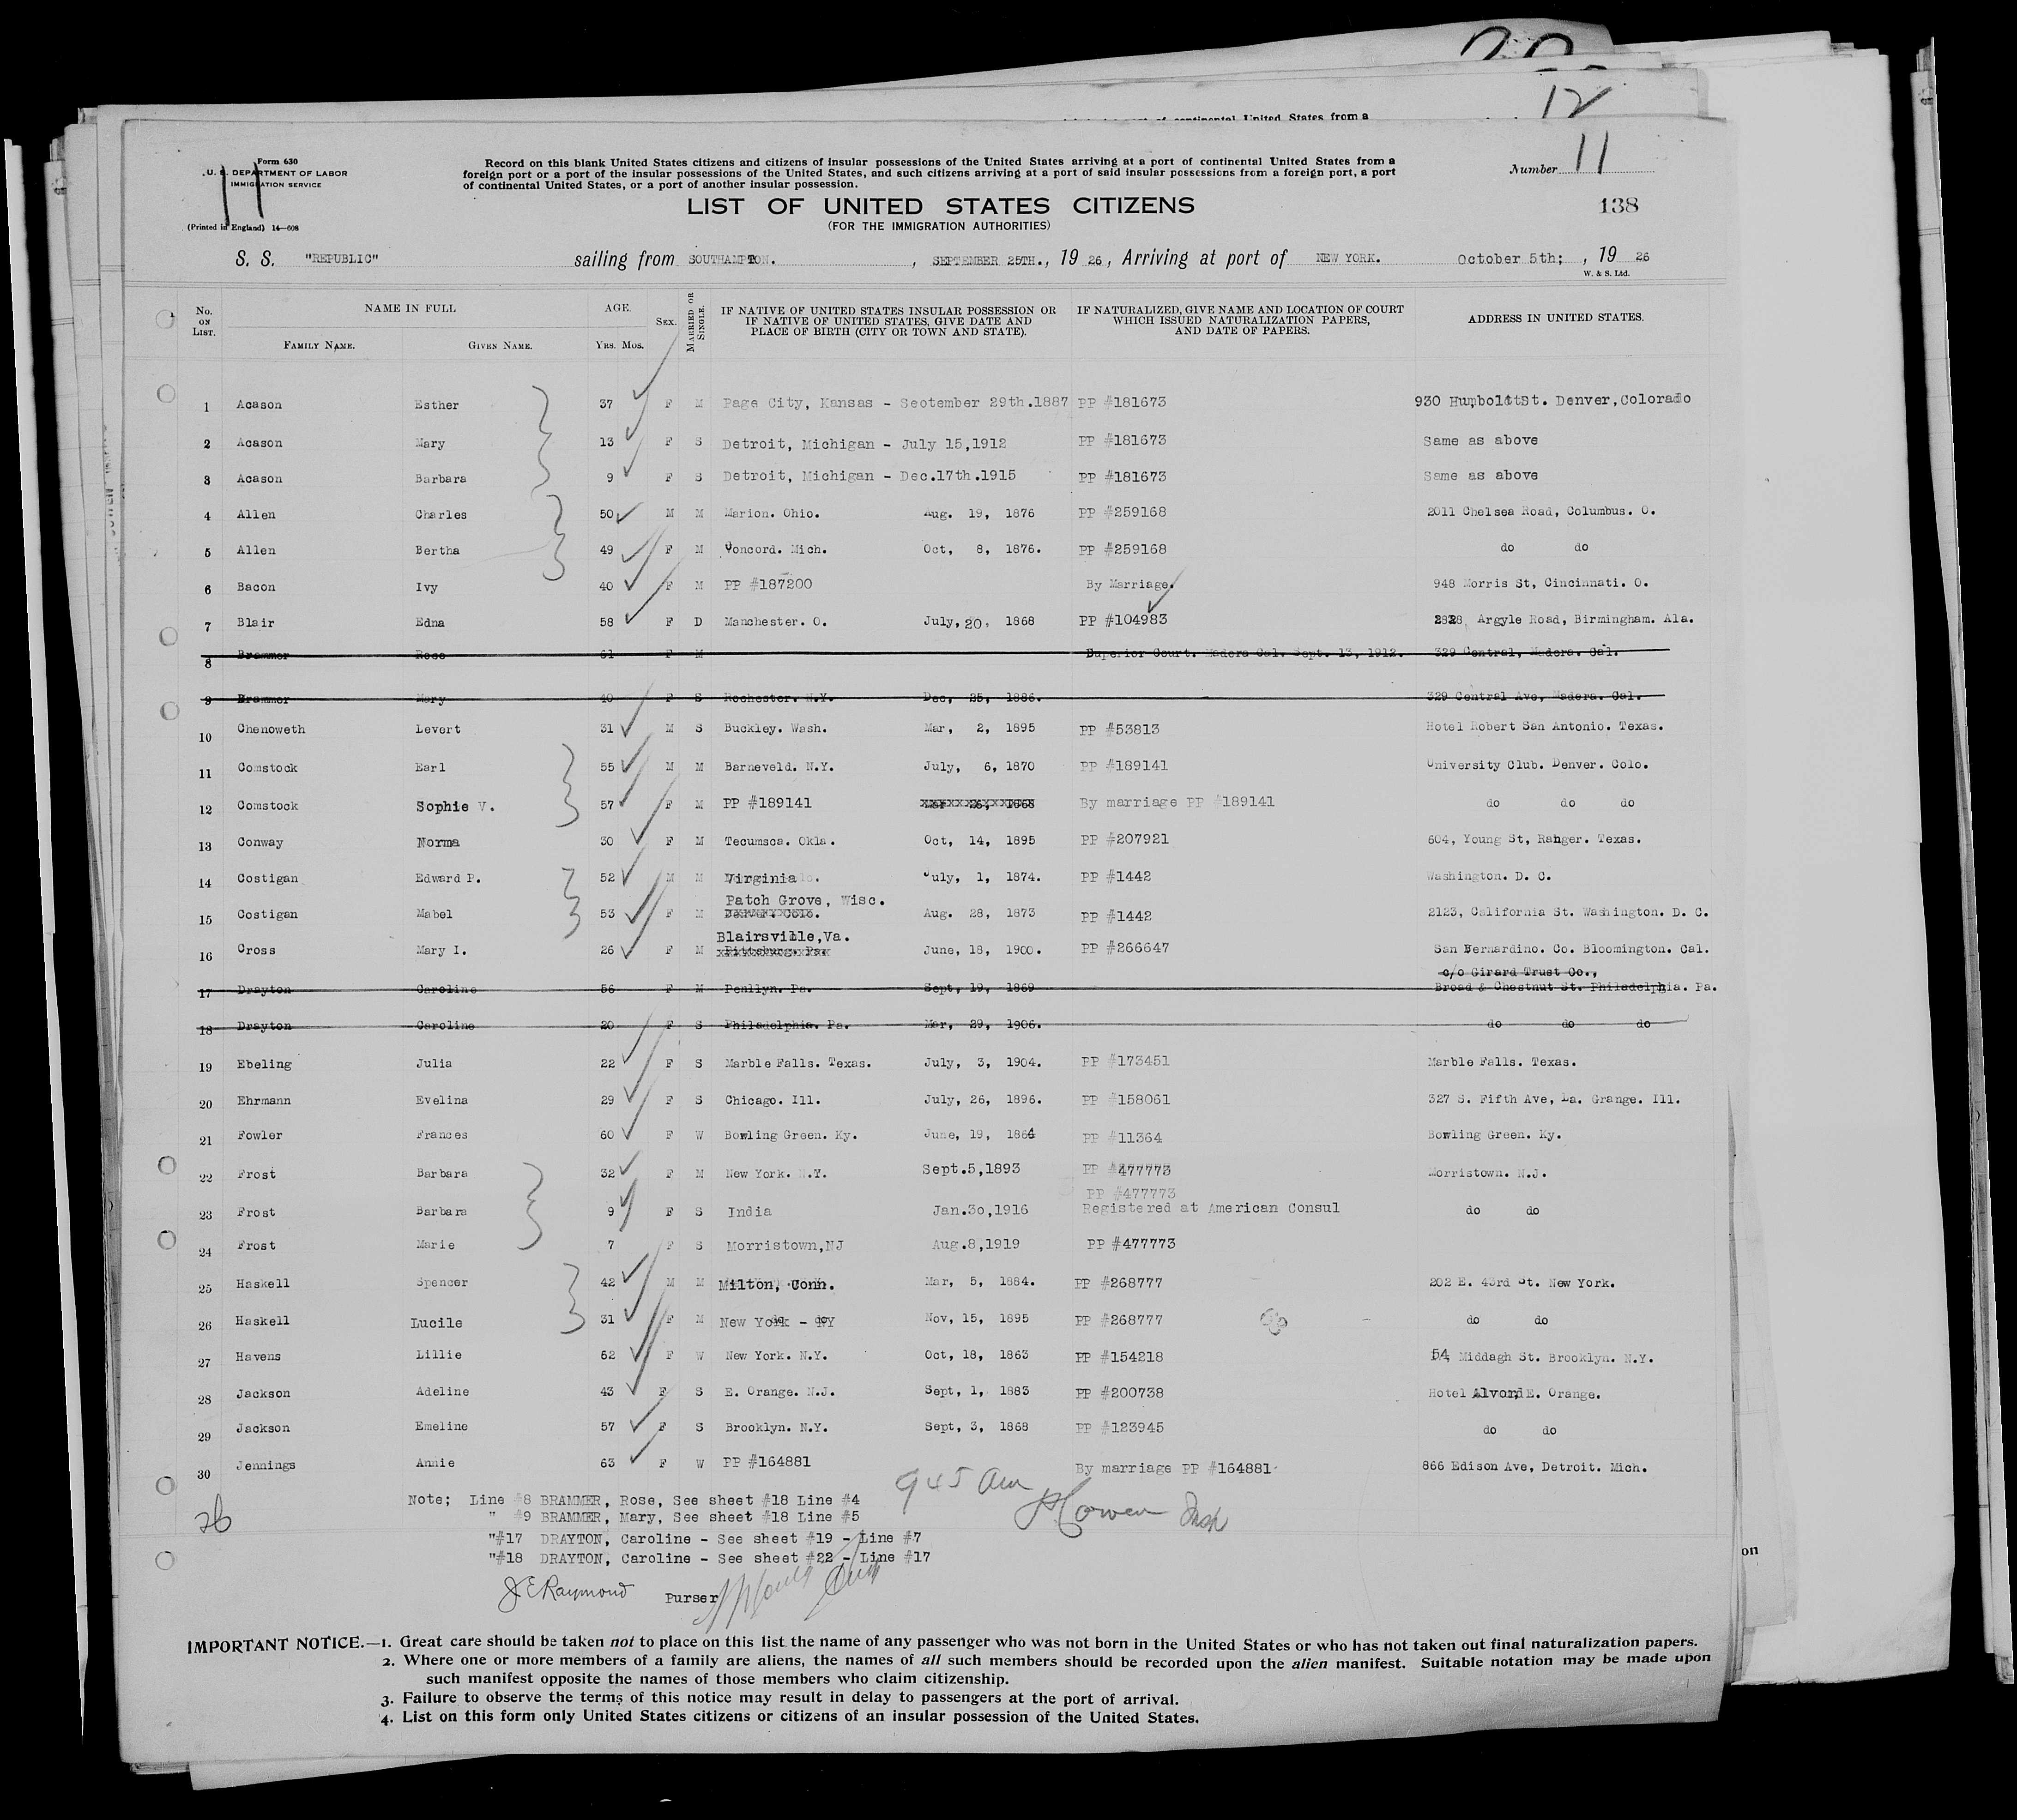 12
continental United States from a
Form 630
U. S. DEPARTMENT OF LABOR
IMMIGRATION SERVICE
(Printed in England) 14—608
11
Record on this blank United States citizens and citizens of insular possessions of the United States arriving at a port of continental United States from a
foreign port or a port of the insular possessions of the United States, and such citizens arriving at a port of said insular possessions from a foreign port, a port
of continental United States, or a port of another insular possession.
Number 11
LIST OF UNITED STATES CITIZENS
138
(FOR THE IMMIGRATION AUTHORITIES)
S. S. "REPUBLIC" sailing from SOUTHAMPTON. , SEPTEMBER 25TH., 19 26, Arriving at port of NEW YORK. October 5th; , 19 26
W. & S. Ltd.
No. ON LIST. NAME IN FULL AGE. SEX. MARRIED OR SINGLE. IF NATIVE OF UNITED STATES INSULAR POSSESSION OR IF NATIVE OF UNITED STATES, GIVE DATE AND PLACE OF BIRTH (CITY OR TOWN AND STATE). IF NATURALIZED, GIVE NAME AND LOCATION OF COURT WHICH ISSUED NATURALIZATION PAPERS, AND DATE OF PAPERS. ADDRESS IN UNITED STATES.
FAMILY NAME. GIVEN NAME. YRS. MOS.
1 Acason Esther 37 F M Page City, Kansas - Seotember 29th.1887 PP #181673 930 HumboldtSt. Denver,Colorado
2 Acason Mary 13 F S Detroit, Michigan - July 15,1912 PP #181673 Same as above
3 Acason Barbara 9 F S Detroit, Michigan - Dec.17th.1915 PP #181673 Same as above
4 Allen Charles 50 M M Marion. Ohio. Aug. 19, 1876 PP #259168 2011 Chelsea Road, Columbus. O.
5 Allen Bertha 49 F M Concord. Mich. Oct, 8, 1876. PP #259168 do do
6 Bacon Ivy 40 F M PP #187200 By Marriage. 948 Morris St, Cincinnati. O.
7 Blair Edna 58 F D Manchester. O. July, 20, 1868 PP #104983 2828, Argyle Road, Birmingham. Ala.
8 Brammer Rose 61 F M Superior Court. Madera Cal. Sept. 13, 1912. 329 Central, Madera. Cal.
9 Brammer Mary 40 F S Rochester. N.Y. Dec, 25, 1886. 329 Central Ave, Madera. Cal.
10 Chenoweth Levert 31 M S Buckley. Wash. Mar, 2, 1895 PP #53813 Hotel Robert San Antonio. Texas.
11 Comstock Earl 55 M M Barneveld. N.Y. July, 6, 1870 PP #189141 University Club. Denver. Colo.
12 Comstock Sophie V. 57 F M PP #189141 By marriage PP #189141 do do do
13 Conway Norma 30 F M Tecumsca. Okla. Oct, 14, 1895 PP #207921 604, Young St, Ranger. Texas.
14 Costigan Edward P. 52 M M Virginia . July, 1, 1874. PP #1442 Washington. D. C.
Patch Grove, Wisc.
15 Costigan Mabel 53 F M Aug. 28, 1873 PP #1442 2123, California St. Washington. D. C.
Blairsville,Va.
16 Cross Mary I. 26 F M Pittsburg. Pa. June, 18, 1900. PP #266647 San Bernardino. Co. Bloomington. Cal.
c/o Girard Trust Co.,
17 Drayton Caroline 56 F M Penllyn. Pa. Sept, 19, 1869 Broad & Chestnut St. Philadelphia. Pa.
18 Drayton Caroline 20 F S Philadelphia. Pa. Mar, 29, 1906. do do do
19 Ebeling Julia 22 F S Marble Falls. Texas. July, 3, 1904. PP #173451 Marble Falls. Texas.
20 Ehrmann Evelina 29 F S Chicago. Ill. July, 26, 1896. PP #158061 327 S. Fifth Ave, La. Grange. Ill.
21 Fowler Frances 60 F W Bowling Green. Ky. June, 19, 1864 PP #11364 Bowling Green. Ky.
22 Frost Barbara 32 F M New York. N.Y. Sept.5,1893 PP #477773 Morristown. N.J.
PP #477773
23 Frost Barbara 9 F S India Jan.3o,1916 Registered at American Consul do do
24 Frost Marie 7 F S Morristown,NJ Aug.8,1919 PP #477773
25 Haskell Spencer 42 M M Milton, Conn. Mar, 5, 1884. PP #268777 202 E. 43rd St. New York.
26 Haskell Lucile 31 F M New York - NY Nov, 15, 1895 PP #268777 do do
27 Havens Lillie 62 F W New York. N.Y. Oct, 18, 1863 PP #154218 54, Middagh St. Brooklyn. N.Y.
28 Jackson Adeline 43 F S E. Orange. N.J. Sept, 1, 1883 PP #200738 Hotel Alvord, E. Orange.
29 Jackson Emeline 57 F S Brooklyn. N.Y. Sept, 3, 1868 PP #123945 do do
30 Jennings Annie 63 F W PP #164881 By marriage PP #164881 866 Edison Ave, Detroit. Mich.
26
945 am
Note; Line #8 BRAMMER, Rose, See sheet #18 Line #4
" #9 BRAMMER, Mary, See sheet #18 Line #5
"#17 DRAYTON, Caroline - See sheet #19 - Line #7
"#18 DRAYTON, Caroline - See sheet #22 - Line #17
J. E Raymond Purser
on
IMPORTANT NOTICE.—1. Great care should be taken not to place on this list the name of any passenger who was not born in the United States or who has not taken out final naturalization papers.
2. Where one or more members of a family are aliens, the names of all such members should be recorded upon the alien manifest. Suitable notation may be made upon
such manifest opposite the names of those members who claim citizenship.
3. Failure to observe the terms of this notice may result in delay to passengers at the port of arrival.
4. List on this form only United States citizens or citizens of an insular possession of the United States.